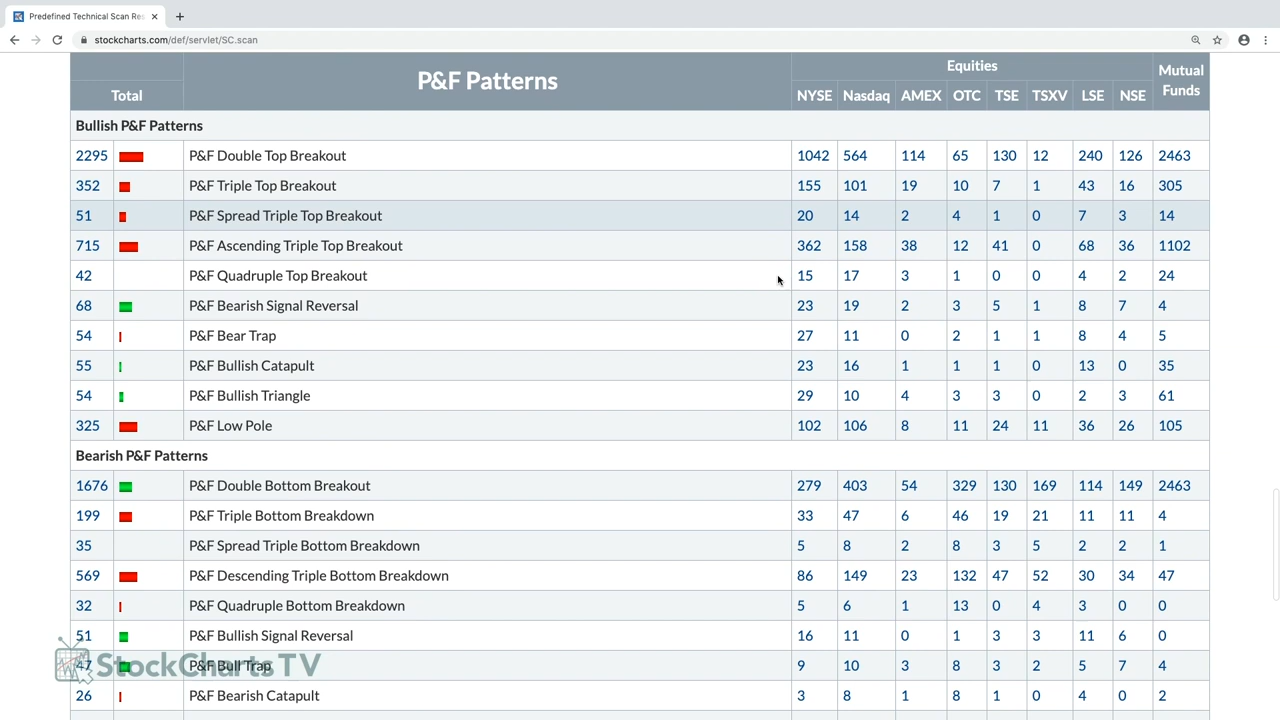 Predefined Technical Scan Res
stockcharts.com/def/servlet/SC.scan
Total P&F Patterns Equities Mutual Funds
NYSE Nasdaq AMEX OTC TSE TSXV LSE NSE
Bullish P&F Patterns
2295 P&F Double Top Breakout 1042 564 114 65 130 12 240 126 2463
352 P&F Triple Top Breakout 155 101 19 10 7 1 43 16 305
51 P&F Spread Triple Top Breakout 20 14 2 4 1 0 7 3 14
715 P&F Ascending Triple Top Breakout 362 158 38 12 41 0 68 36 1102
42 P&F Quadruple Top Breakout 15 17 3 1 0 0 4 2 24
68 P&F Bearish Signal Reversal 23 19 2 3 5 1 8 7 4
54 P&F Bear Trap 27 11 0 2 1 1 8 4 5
55 P&F Bullish Catapult 23 16 1 1 1 0 13 0 35
54 P&F Bullish Triangle 29 10 4 3 3 0 2 3 61
325 P&F Low Pole 102 106 8 11 24 11 36 26 105
Bearish P&F Patterns
1676 P&F Double Bottom Breakout 279 403 54 329 130 169 114 149 2463
199 P&F Triple Bottom Breakdown 33 47 6 46 19 21 11 11 4
35 P&F Spread Triple Bottom Breakdown 5 8 2 8 3 5 2 2 1
569 P&F Descending Triple Bottom Breakdown 86 149 23 132 47 52 30 34 47
32 P&F Quadruple Bottom Breakdown 5 6 1 13 0 4 3 0 0
51 P&F Bullish Signal Reversal 16 11 0 1 3 3 11 6 0
47 P&F Bull Trap 9 10 3 8 3 2 5 7 4
StockCharts TV
26 P&F Bearish Catapult 3 8 1 8 1 0 4 0 2